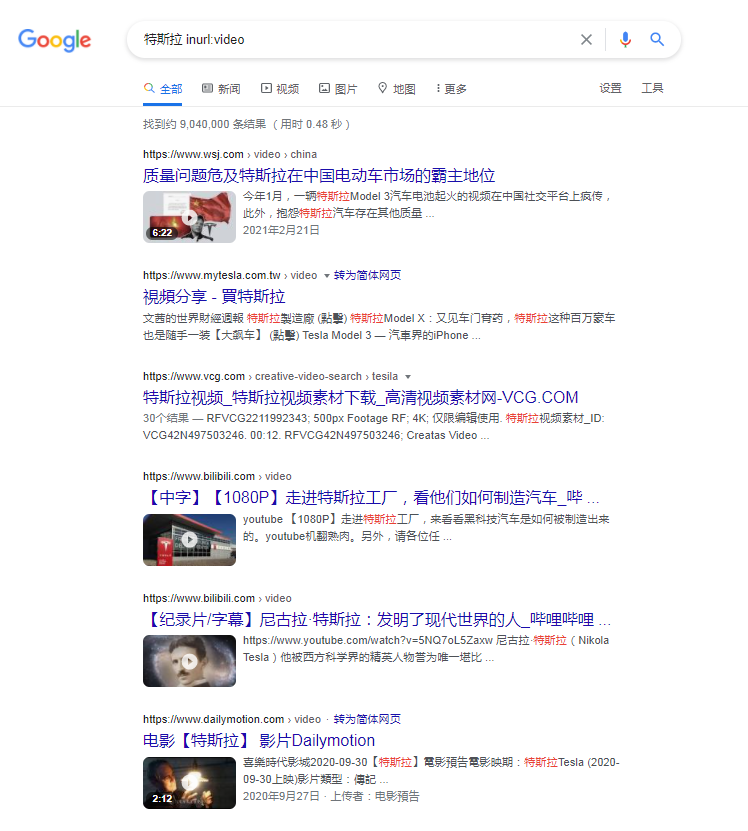 Google
特斯拉 inurl:video
全部 新闻 视频 图片 地图 更多 设置 工具
找到约 9,040,000 条结果 （用时 0.48 秒）
https://www.wsj.com › video › china
质量问题危及特斯拉在中国电动车市场的霸主地位
今年1月，一辆特斯拉Model 3汽车电池起火的视频在中国社交平台上疯传，
此外，抱怨特斯拉汽车存在其他质量 ...
6:22
2021年2月21日
https://www.mytesla.com.tw › video 转为简体网页
視頻分享 - 買特斯拉
文茜的世界財經週報 特斯拉製造廠 (點擊) 特斯拉Model X：又见车门夸药，特斯拉这种百万豪车
也是随手一装【大飙车】 (點擊) Tesla Model 3 — 汽車界的iPhone ...
https://www.vcg.com › creative-video-search › tesila
特斯拉视频_特斯拉视频素材下载_高清视频素材网-VCG.COM
30个结果 — RFVCG2211992343; 500px Footage RF; 4K; 仅限编辑使用. 特斯拉视频素材_ID:
VCG42N497503246. 00:12. RFVCG42N497503246; Creatas Video ...
https://www.bilibili.com › video
【中字】【1080P】走进特斯拉工厂，看他们如何制造汽车_哔 ...
youtube 【1080P】走进特斯拉工厂，来看看黑科技汽车是如何被制造出来
的。youtube机翻熟肉。另外，请各位任 ...
https://www.bilibili.com › video
【纪录片/字幕】尼古拉·特斯拉：发明了现代世界的人_哔哩哔哩 ...
https://www.youtube.com/watch?v=5NQ7oL5Zaxw 尼古拉·特斯拉（Nikola
Tesla）他被西方科学界的精英人物誉为唯一堪比 ...
https://www.dailymotion.com › video · 转为简体网页
电影【特斯拉】 影片Dailymotion
喜樂時代影城2020-09-30【特斯拉】電影預告電影映期：特斯拉Tesla (2020-
09-30上映)影片類型：傳記 ...
2:12
2020年9月27日 · 上传者：电影預告